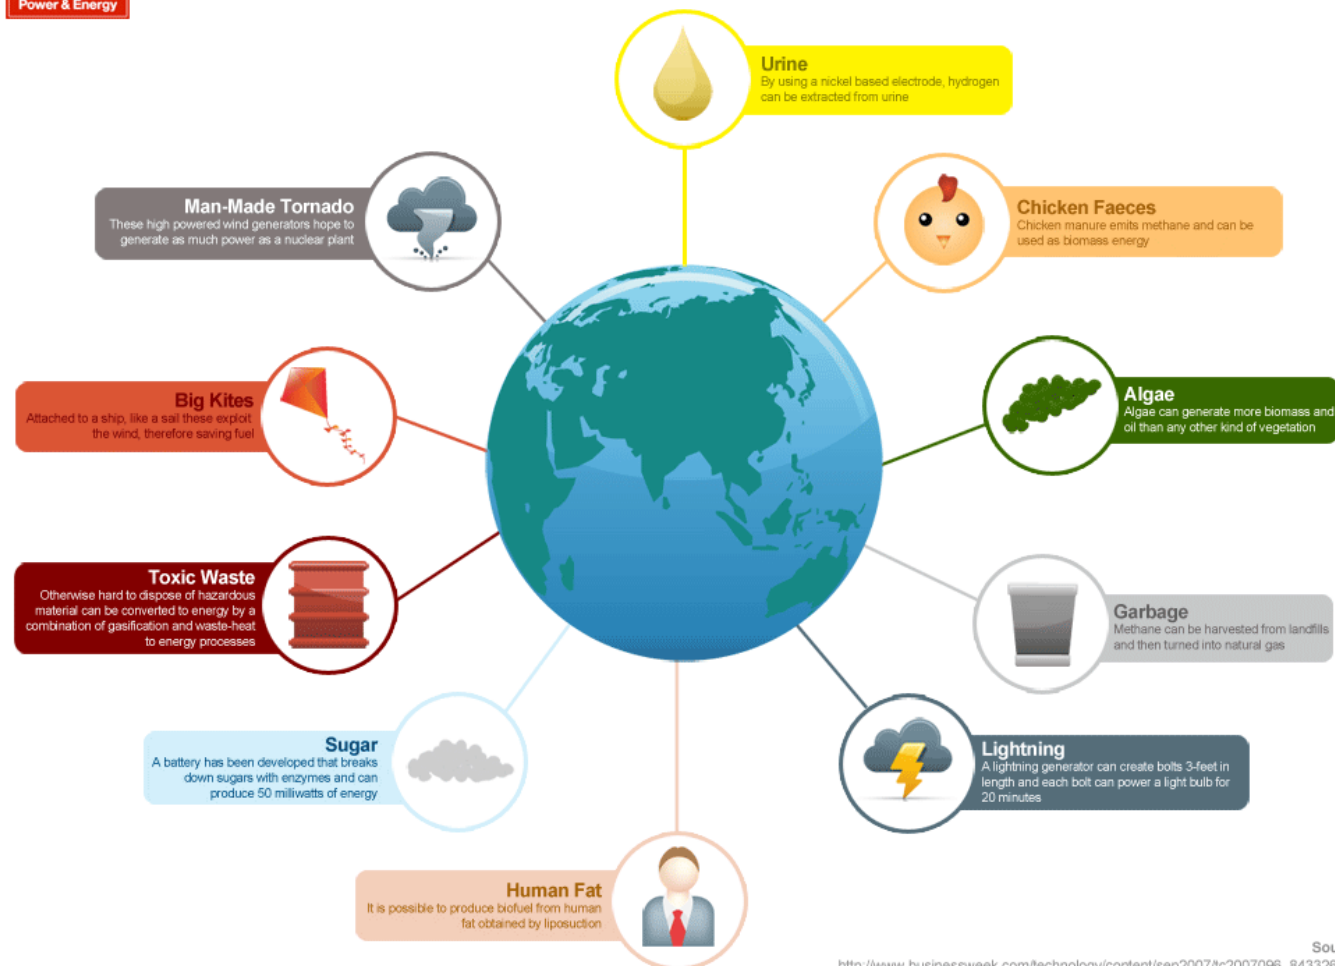 Power & Energy
Urine
By using a nickel based electrode, hydrogen
can be extracted from urine
Man-Made Tornado
These high powered wind generators hope to
generate as much power as a nuclear plant
Chicken Faeces
Chicken manure emits methane and can be
used as biomass energy
Big Kites
Attached to a ship, like a sail these exploit
the wind, therefore saving fuel
Algae
Algae can generate more biomass and
oil than any other kind of vegetation
Toxic Waste
Otherwise hard to dispose of hazardous
material can be converted to energy by a
combination of gasification and waste-heat
to energy processes
Garbage
Methane can be harvested from landfills
and then turned into natural gas
Sugar
A battery has been developed that breaks
down sugars with enzymes and can
produce 50 milliwatts of energy
Lightning
A lightning generator can create bolts 3-feet in
length and each bolt can power a light bulb for
20 minutes
Human Fat
It is possible to produce biofuel from human
fat obtained by liposuction
Sou